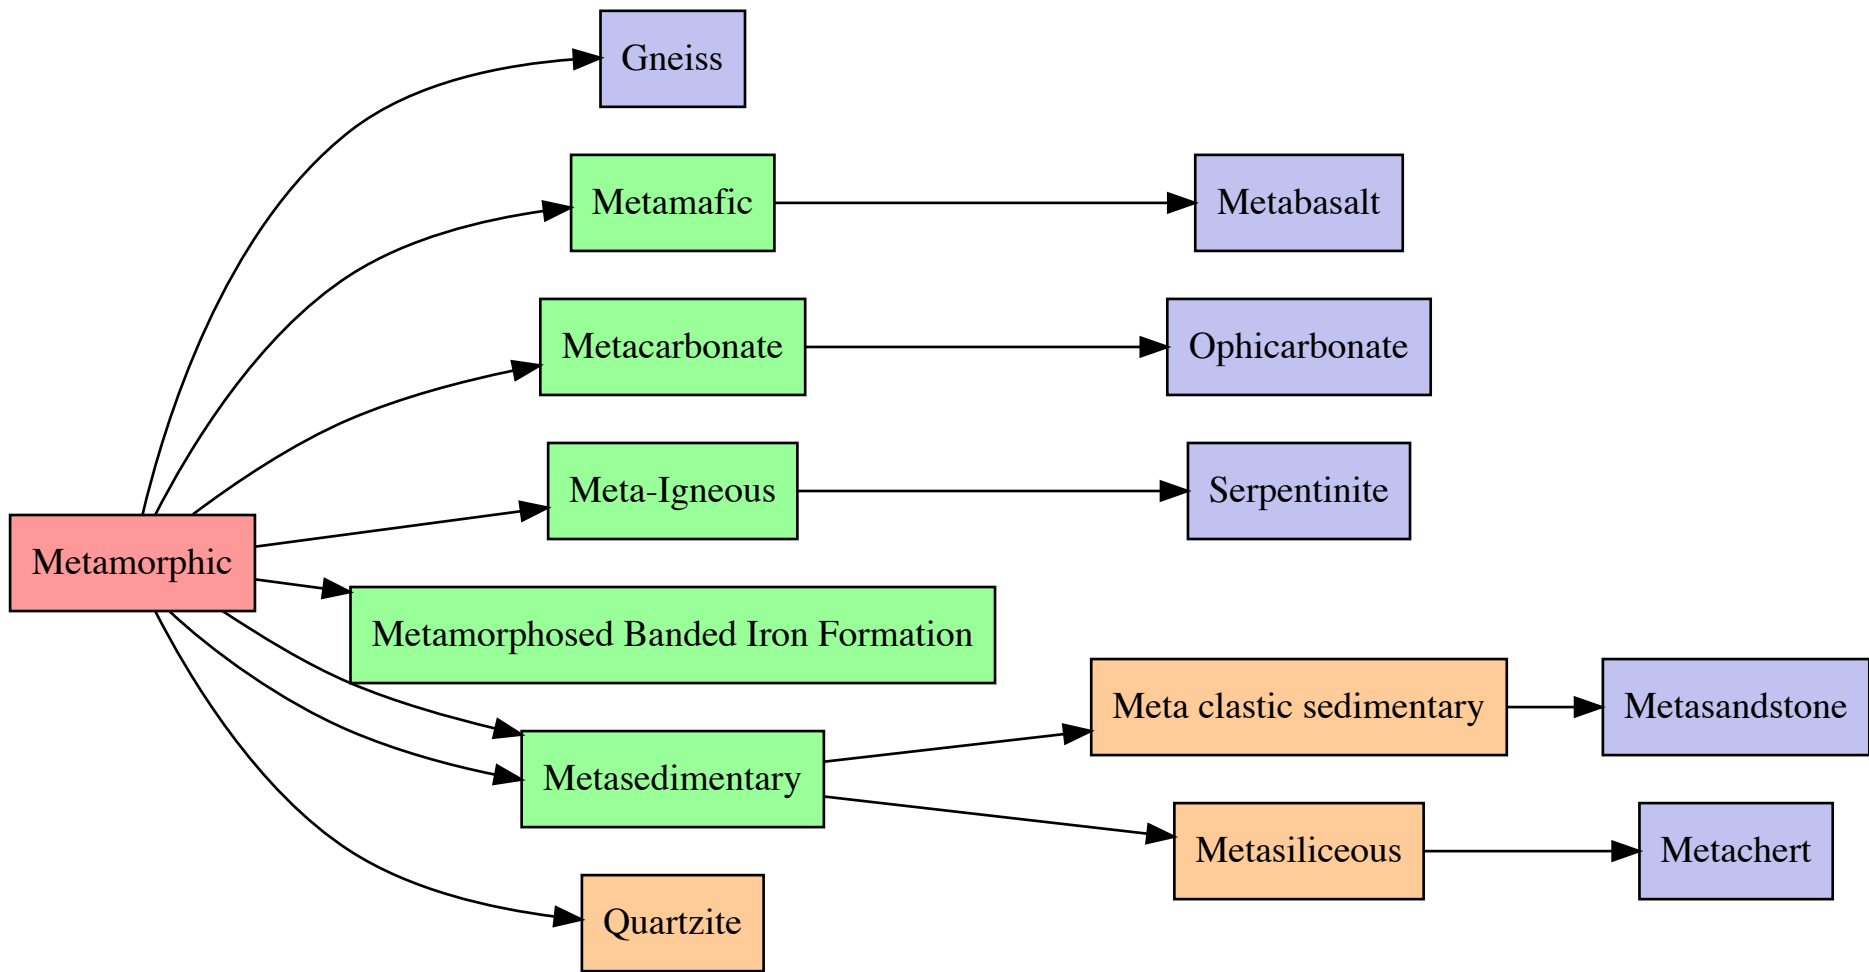 Gneiss
Metamafic
Metabasalt
Metacarbonate
Ophicarbonate
Meta-Igneous
Serpentinite
Metamorphic
Metamorphosed Banded Iron Formation
Meta clastic sedimentary
Metasandstone
Metasedimentary
Metasiliceous
Metachert
Quartzite